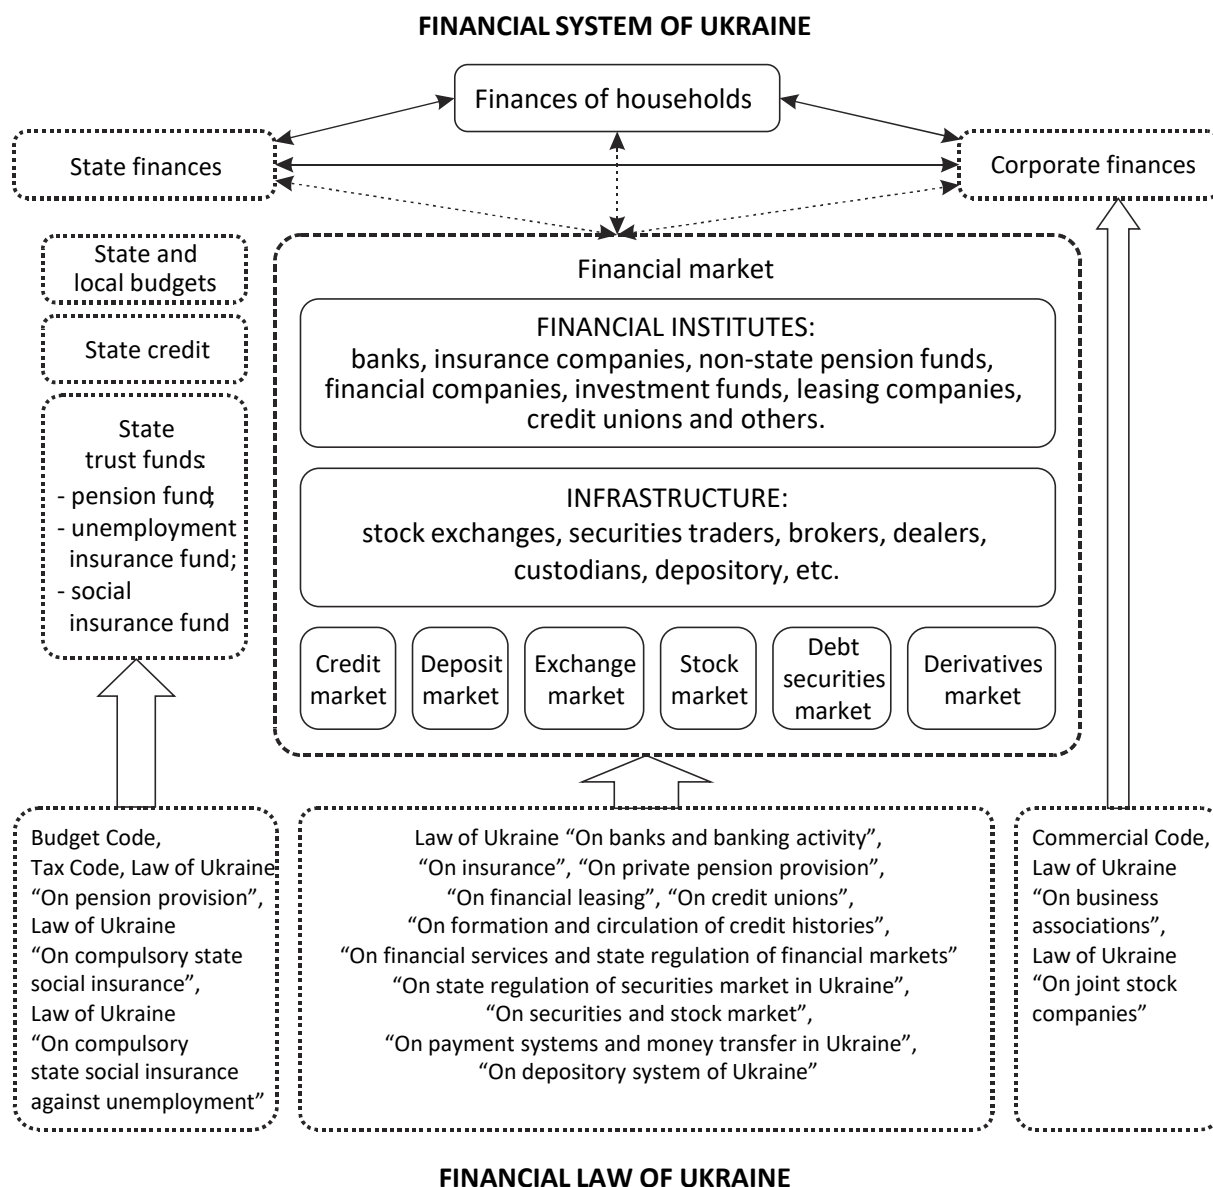 FINANCIAL SYSTEM OF UKRAINE
Finances of households
State finances
Corporate finances
State and
local budgets
State credit
State
trust funds:
- pension fund;
- unemployment
insurance fund;
- social
insurance fund
Financial market
FINANCIAL INSTITUTES:
banks, insurance companies, non-state pension funds,
financial companies, investment funds, leasing companies,
credit unions and others.
INFRASTRUCTURE:
stock exchanges, securities traders, brokers, dealers,
custodians, depository, etc.
Credit
market
Deposit
market
Exchange
market
Stock
market
Debt
securities
market
Derivatives
market
Budget Code,
Tax Code, Law of Ukraine
“On pension provision”,
Law of Ukraine
“On compulsory state
social insurance”,
Law of Ukraine
“On compulsory
state social insurance
against unemployment”
Law of Ukraine “On banks and banking activity”,
“On insurance”, “On private pension provision”,
“On financial leasing”, “On credit unions”,
“On formation and circulation of credit histories”,
“On financial services and state regulation of financial markets”
“On state regulation of securities market in Ukraine”,
“On securities and stock market”,
“On payment systems and money transfer in Ukraine”,
“On depository system of Ukraine”
Commercial Code,
Law of Ukraine
“On business
associations”,
Law of Ukraine
“On joint stock
companies”
FINANCIAL LAW OF UKRAINE